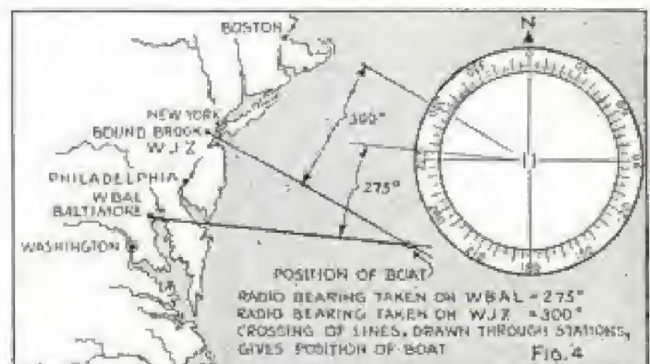 BOSTON
N
NEW YORK
BOUND BROOK
WJZ
300°
PHILADELPHIA
275°
WBAL
BALTIMORE
WASHINGTON
POSITION OF BOAT
RADIO BEARING TAKEN ON WBAL = 275°
RADIO BEARING TAKEN ON WJZ = 300°
CROSSING OF LINES, DRAWN THROUGH STATIONS,
GIVES POSITION OF BOAT
FIG. 4